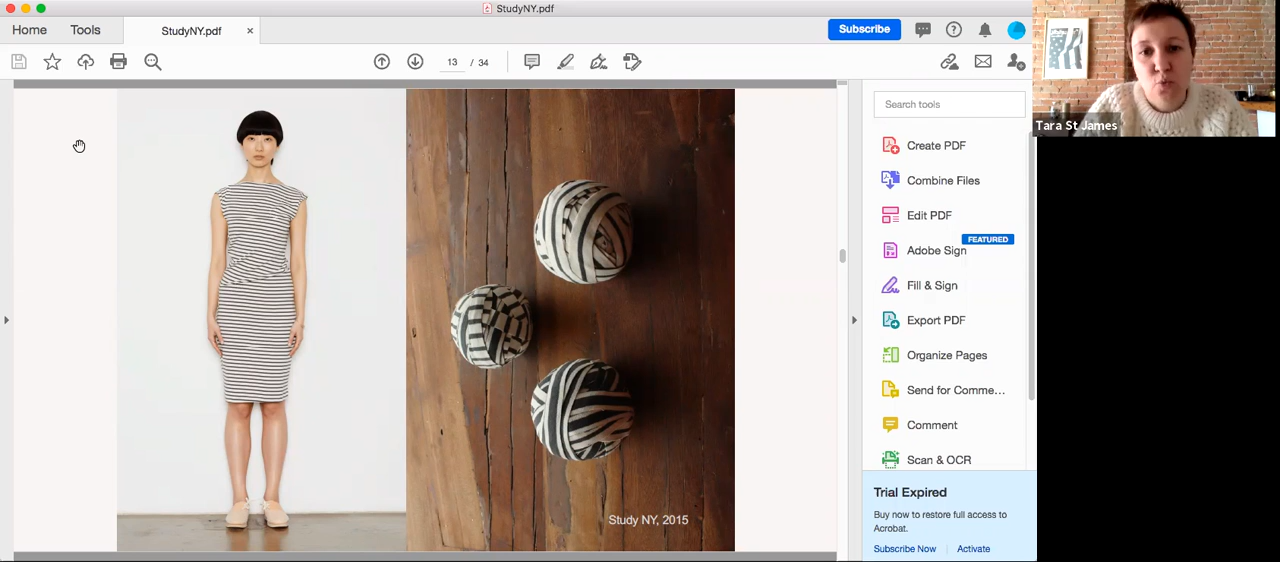 StudyNY.pdf
Home
Tools
StudyNY.pdf
×
Subscribe
13 / 34
Search tools
Create PDF
Combine Files
Edit PDF
FEATURED
Adobe Sign
Fill & Sign
Export PDF
Organize Pages
Send for Comme...
Comment
Scan & OCR
Trial Expired
Buy now to restore full access to
Acrobat.
Subscribe Now
Activate
Study NY, 2015
Tara St James